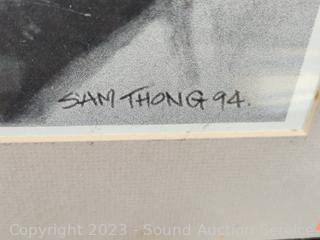 SAM THONG 94.
Copyright 2023 - Sound Auction Service